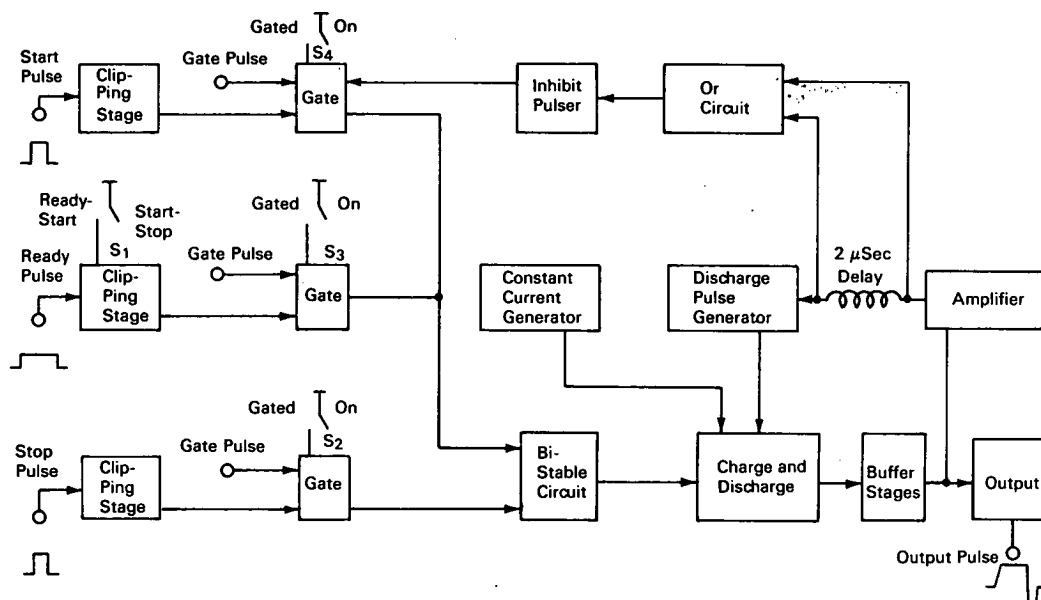 Gated
On
S4
Gate Pulse
Start
Pulse
Clip-
Ping
Stage
Gate
Inhibit
Pulser
Or
Circuit
Ready-
Start
Start-
Stop
S1
Gated
On
S3
Gate Pulse
Ready
Pulse
Clip-
Ping
Stage
Gate
Constant
Current
Generator
Discharge
Pulse
Generator
2 μSec
Delay
Amplifier
Gated
On
S2
Gate Pulse
Stop
Pulse
Clip-
Ping
Stage
Gate
Bi-
Stable
Circuit
Charge and
Discharge
Buffer
Stages
Output
Output Pulse